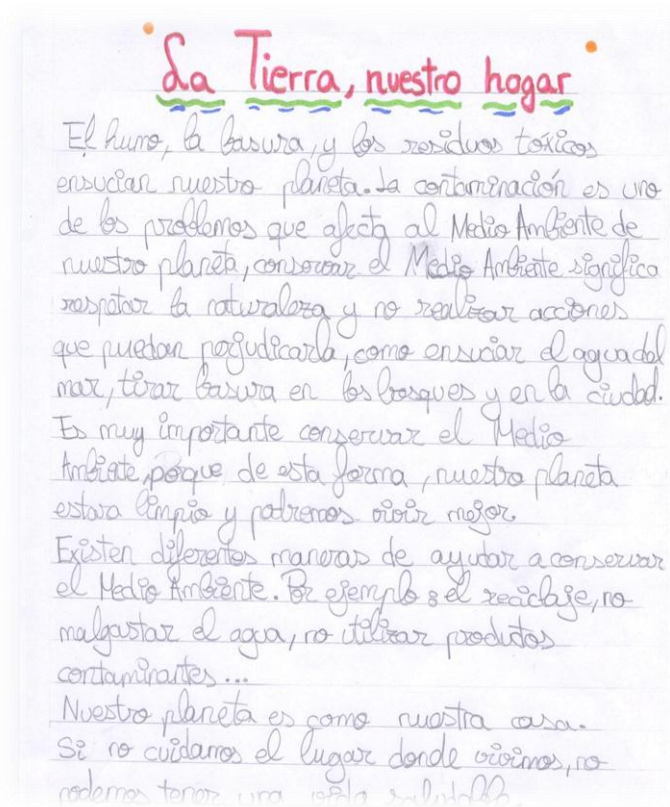 La Tierra, nuestro hogar
El humo, la basura, y los residuos tóxicos
ensucian nuestro planeta. La contaminación es uno
de los problemas que afecta al Medio Ambiente de
nuestro planeta, conservar el Medio Ambiente significa
respetar la naturaleza y no realizar acciones
que puedan perjudicarla, como ensuciar el agua del
mar, tirar basura en los bosques y en la ciudad.
Es muy importante conservar el Medio
Ambiente, porque de esta forma, nuestro planeta
estara limpio y podremos vivir mejor.
Existen diferentes maneras de ayudar a conservar
el Medio Ambiente. Por ejemplo: el reciclaje, no
malgastar el agua, no utilizar productos
contaminantes...
Nuestro planeta es como nuestra casa.
Si no cuidamos el lugar donde vivimos, no
podemos tener una vida saludable